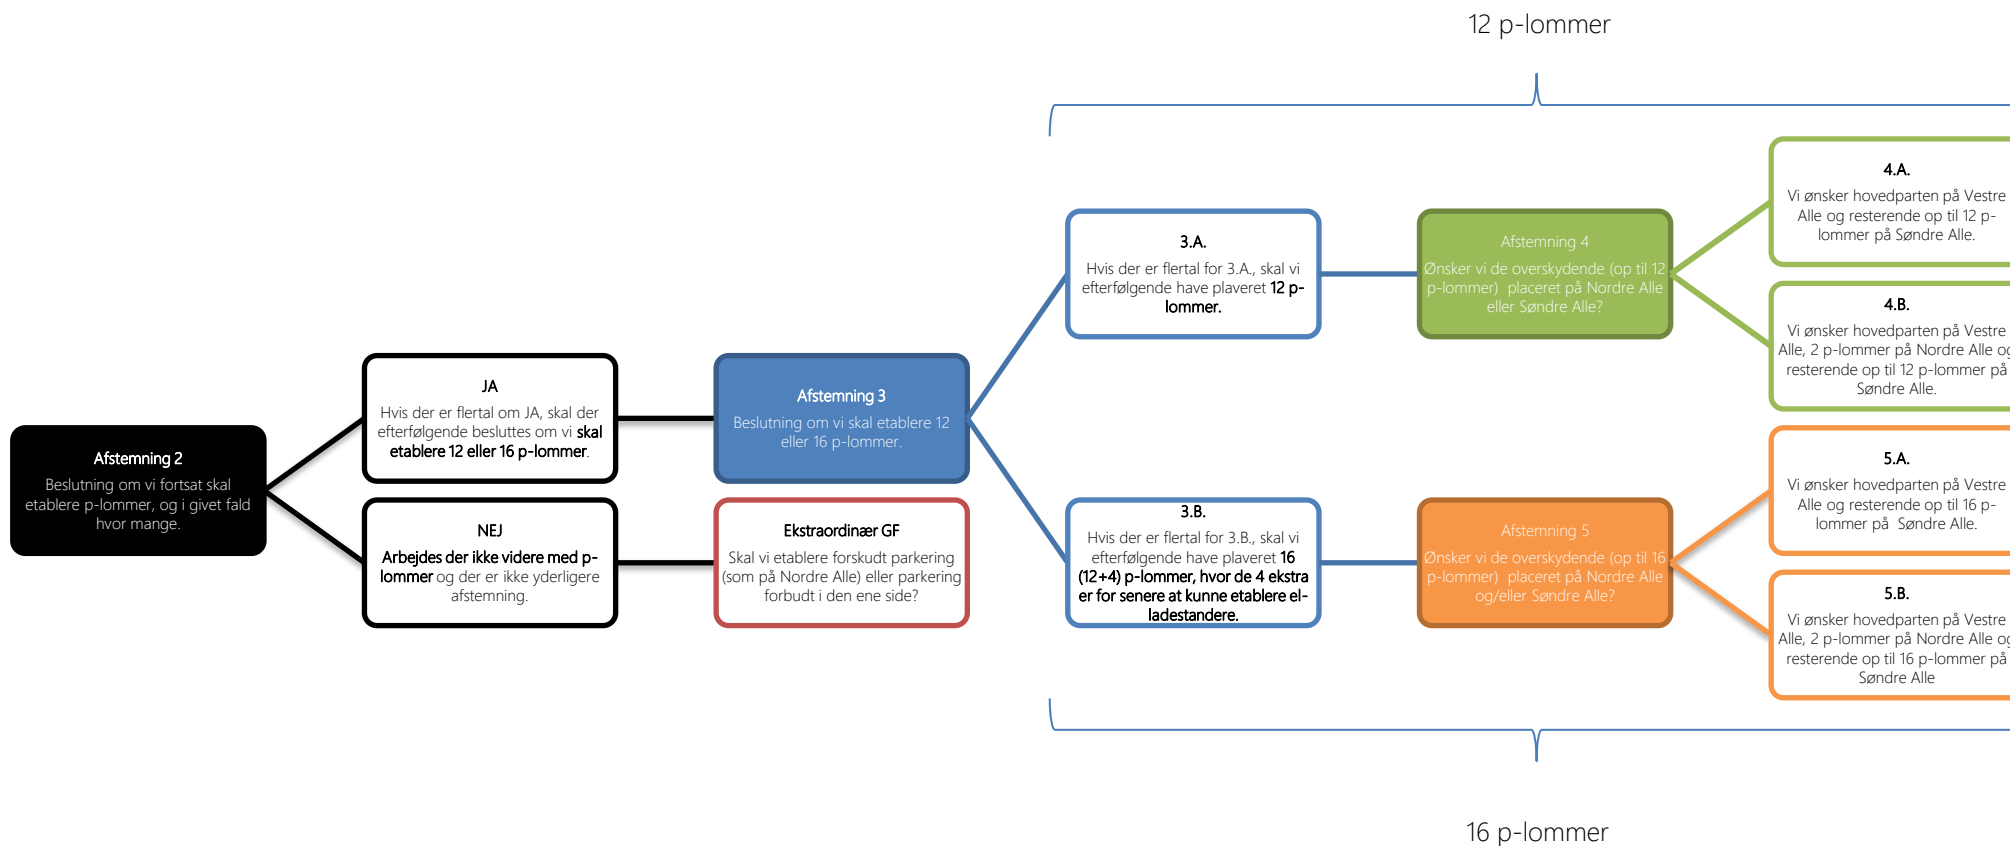 12 p-lommer
Afstemning 2
Beslutning om vi fortsat skal
etablere p-lommer, og i givet fald
hvor mange.
JA
Hvis der er flertal om JA, skal der
efterfølgende besluttes om vi skal
etablere 12 eller 16 p-lommer.
NEJ
Arbejdes der ikke videre med p-
lommer og der er ikke yderligere
afstemning.
Afstemning 3
Beslutning om vi skal etablere 12
eller 16 p-lommer.
Ekstraordinær GF
Skal vi etablere forskudt parkering
(som på Nordre Alle) eller parkering
forbudt i den ene side?
3.A.
Hvis der er flertal for 3.A., skal vi
efterfølgende have plaveret 12 p-
lommer.
3.B.
Hvis der er flertal for 3.B., skal vi
efterfølgende have plaveret 16
(12+4) p-lommer, hvor de 4 ekstra
er for senere at kunne etablere el-
ladestandere.
Afstemning 4
Ønsker vi de overskydende (op til 12
p-lommer) placeret på Nordre Alle
eller Søndre Alle?
Afstemning 5
Ønsker vi de overskydende (op til 16
p-lommer) placeret på Nordre Alle
og/eller Søndre Alle?
4.A.
Vi ønsker hovedparten på Vestre
Alle og resterende op til 12 p-
lommer på Søndre Alle.
4.B.
Vi ønsker hovedparten på Vestre
Alle, 2 p-lommer på Nordre Alle og
resterende op til 12 p-lommer på
Søndre Alle.
5.A.
Vi ønsker hovedparten på Vestre
Alle og resterende op til 16 p-
lommer på Søndre Alle.
5.B.
Vi ønsker hovedparten på Vestre
Alle, 2 p-lommer på Nordre Alle og
resterende op til 16 p-lommer på
Søndre Alle
16 p-lommer